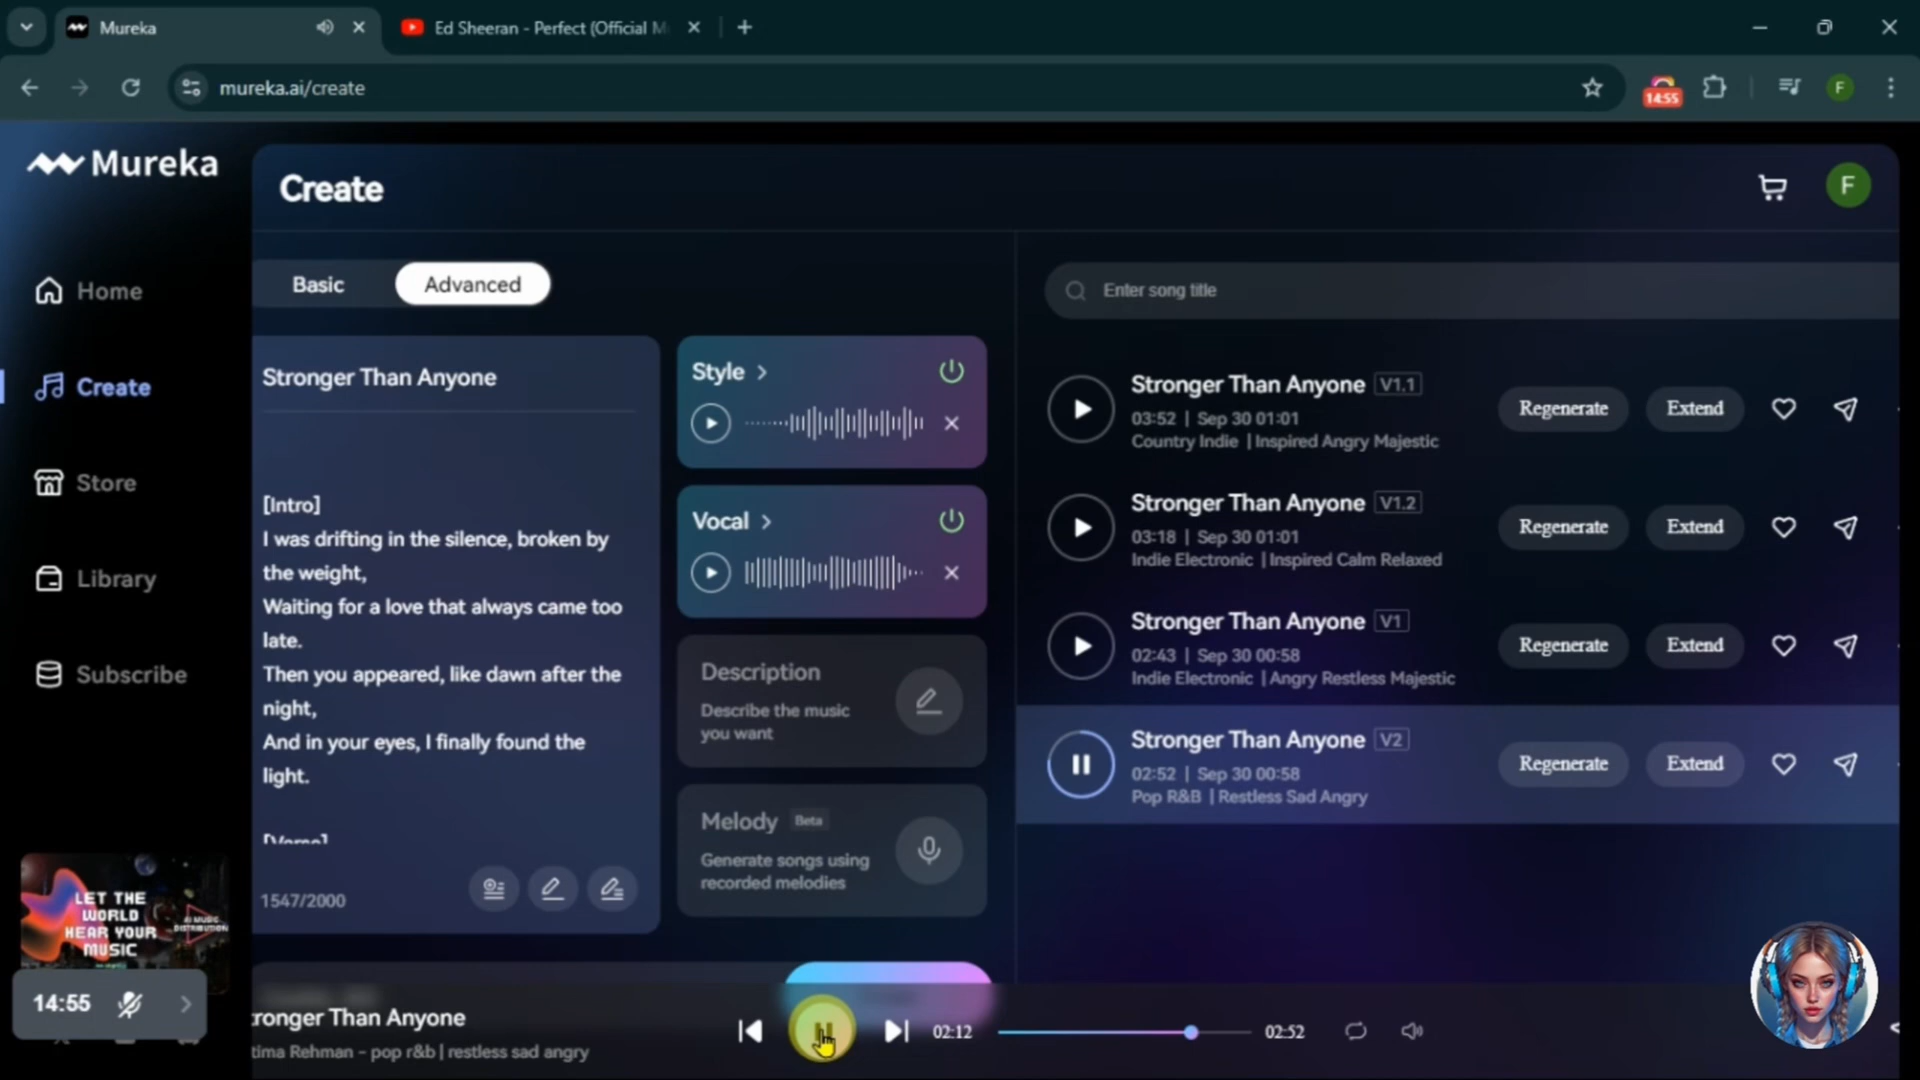 Mureka
Ed Sheeran - Perfect (Official M
mureka.ai/create
14:55
F
Mureka
Create
F
Home
Create
Store
Library
Subscribe
Basic
Advanced
Stronger Than Anyone
[Intro]
I was drifting in the silence, broken by
the weight,
Waiting for a love that always came too
late.
Then you appeared, like dawn after the
night,
And in your eyes, I finally found the
light.
[Verse]
1547/2000
Style >
Vocal >
Description
Describe the music
you want
Melody Beta
Generate songs using
recorded melodies
Enter song title
Stronger Than Anyone V1.1
03:52 | Sep 30 01:01
Country Indie | Inspired Angry Majestic
Regenerate
Extend
Stronger Than Anyone V1.2
03:18 | Sep 30 01:01
Indie Electronic | Inspired Calm Relaxed
Regenerate
Extend
Stronger Than Anyone V1
02:43 | Sep 30 00:58
Indie Electronic | Angry Restless Majestic
Regenerate
Extend
Stronger Than Anyone V2
02:52 | Sep 30 00:58
Pop R&B | Restless Sad Angry
Regenerate
Extend
LET THE
WORLD
HEAR YOUR
MUSIC
AI MUSIC
DISTRIBUTION
14:55
tronger Than Anyone
tima Rehman - pop r&b | restless sad angry
02:12
02:52